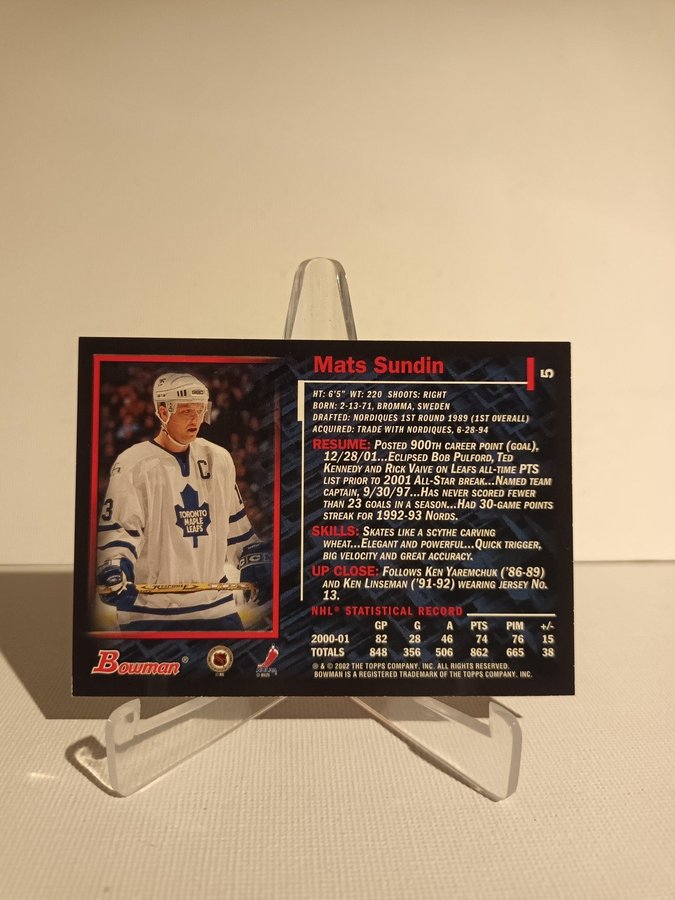 Mats Sundin
5
HT: 6'5" WT: 220 SHOOTS: RIGHT
BORN: 2-13-71, BROMMA, SWEDEN
DRAFTED: NORDIQUES 1ST ROUND 1989 (1ST OVERALL)
ACQUIRED: TRADE WITH NORDIQUES, 6-28-94
RESUME: POSTED 900TH CAREER POINT (GOAL),
12/28/01...ECLIPSED BOB PULFORD, TED
KENNEDY AND RICK VAIVE ON LEAFS ALL-TIME PTS
LIST PRIOR TO 2001 ALL-STAR BREAK...NAMED TEAM
CAPTAIN, 9/30/97...HAS NEVER SCORED FEWER
THAN 23 GOALS IN A SEASON...HAD 30-GAME POINTS
STREAK FOR 1992-93 NORDS.
SKILLS: SKATES LIKE A SCYTHE CARVING
WHEAT...ELEGANT AND POWERFUL...QUICK TRIGGER,
BIG VELOCITY AND GREAT ACCURACY.
UP CLOSE: FOLLOWS KEN YAREMCHUK ('86-89)
AND KEN LINSEMAN ('91-92) WEARING JERSEY NO.
13.
NHL® STATISTICAL RECORD
GP G A PTS PIM +/-
2000-01 82 28 46 74 76 15
TOTALS 848 356 506 862 665 38
® & © 2002 THE TOPPS COMPANY, INC. ALL RIGHTS RESERVED.
BOWMAN IS A REGISTERED TRADEMARK OF THE TOPPS COMPANY, INC.
C
3
TORONTO
MAPLE
LEAFS
BOWMAN®